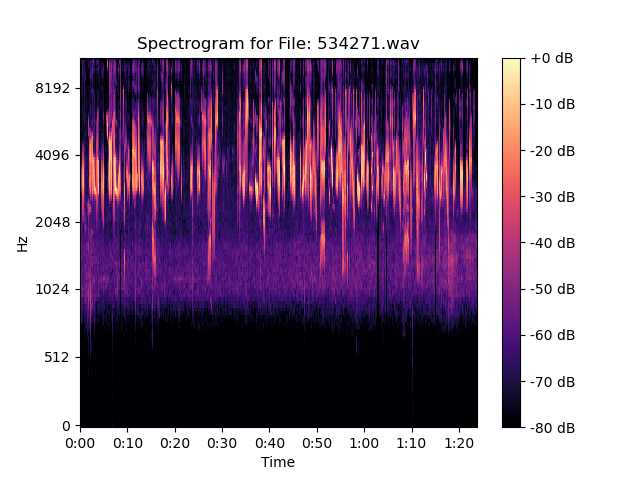 Spectrogram for File: 534271.wav
Hz
8192
4096
2048
1024
512
0
0:00 0:10 0:20 0:30 0:40 0:50 1:00 1:10 1:20
Time
+0 dB
-10 dB
-20 dB
-30 dB
-40 dB
-50 dB
-60 dB
-70 dB
-80 dB